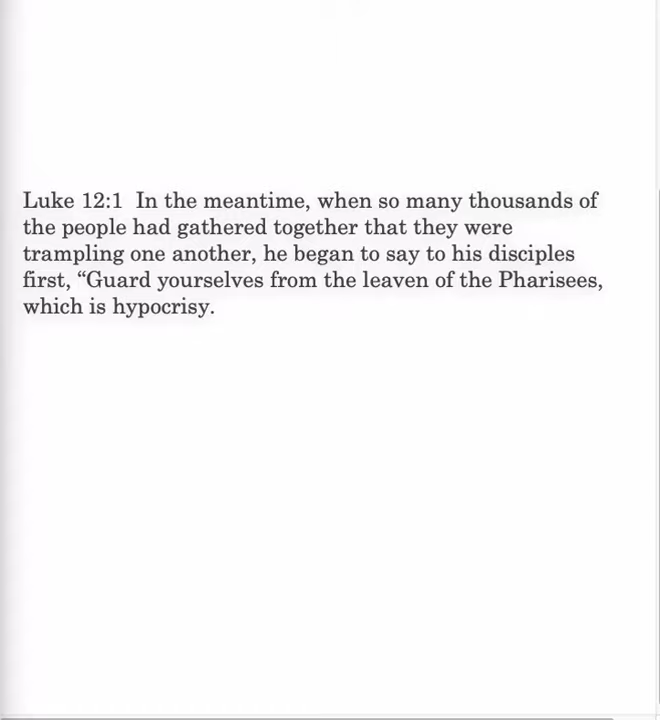 Luke 12:1  In the meantime, when so many thousands of
the people had gathered together that they were
trampling one another, he began to say to his disciples
first, “Guard yourselves from the leaven of the Pharisees,
which is hypocrisy.